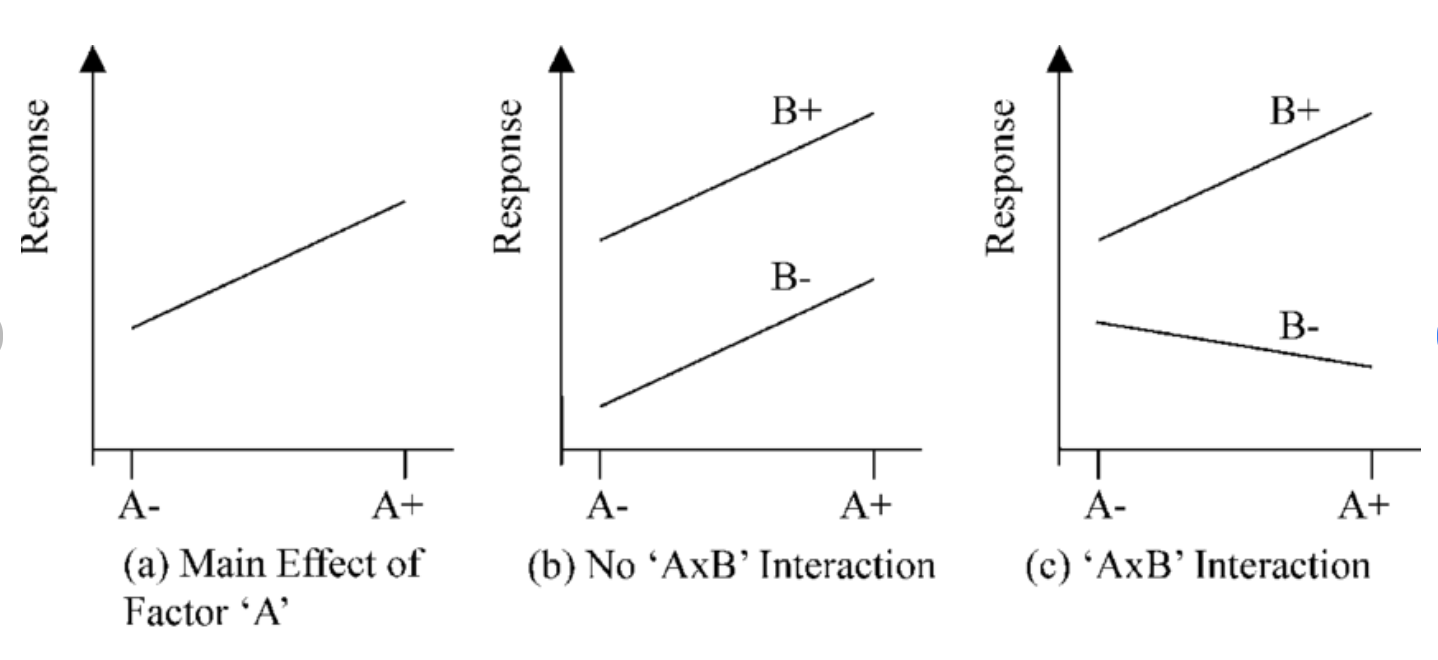 Response
A-
A+
(a) Main Effect of
Factor ‘A’
Response
B+
B-
A-
A+
(b) No ‘AxB’ Interaction
Response
B+
B-
A-
A+
(c) ‘AxB’ Interaction